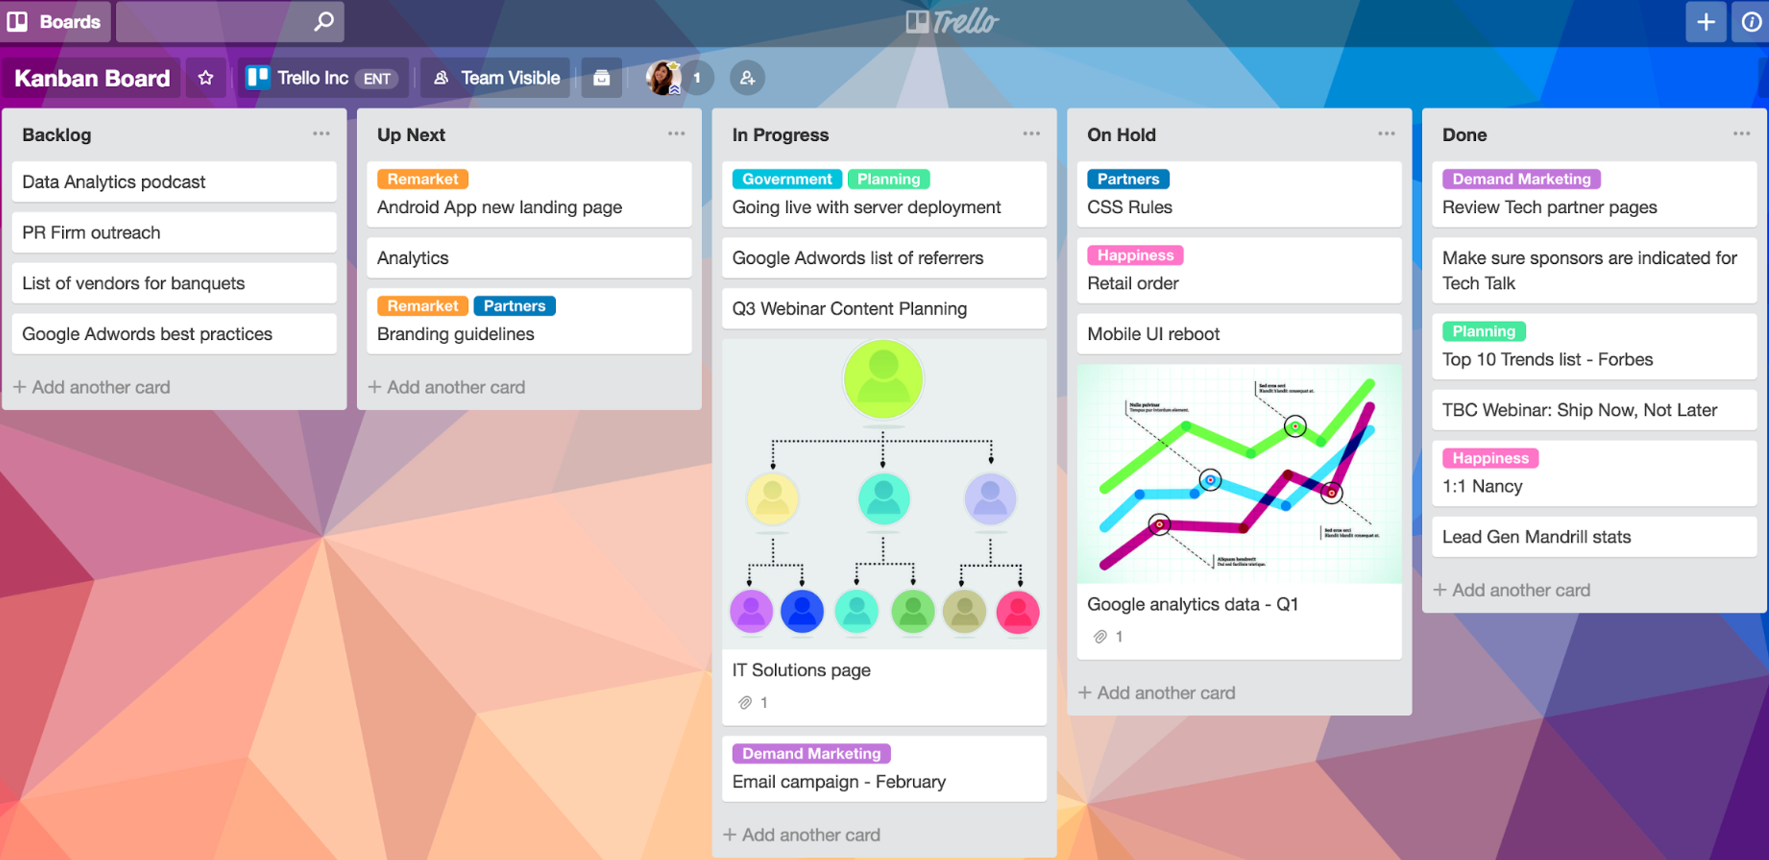 Boards
Trello
Kanban Board
Trello Inc ENT
Team Visible
1
Backlog
Data Analytics podcast
PR Firm outreach
List of vendors for banquets
Google Adwords best practices
+ Add another card
Up Next
Remarket
Android App new landing page
Analytics
Remarket Partners
Branding guidelines
+ Add another card
In Progress
Government Planning
Going live with server deployment
Google Adwords list of referrers
Q3 Webinar Content Planning
IT Solutions page
1
Demand Marketing
Email campaign - February
+ Add another card
On Hold
Partners
CSS Rules
Happiness
Retail order
Mobile UI reboot
Google analytics data - Q1
1
+ Add another card
Done
Demand Marketing
Review Tech partner pages
Make sure sponsors are indicated for
Tech Talk
Planning
Top 10 Trends list - Forbes
TBC Webinar: Ship Now, Not Later
Happiness
1:1 Nancy
Lead Gen Mandrill stats
+ Add another card